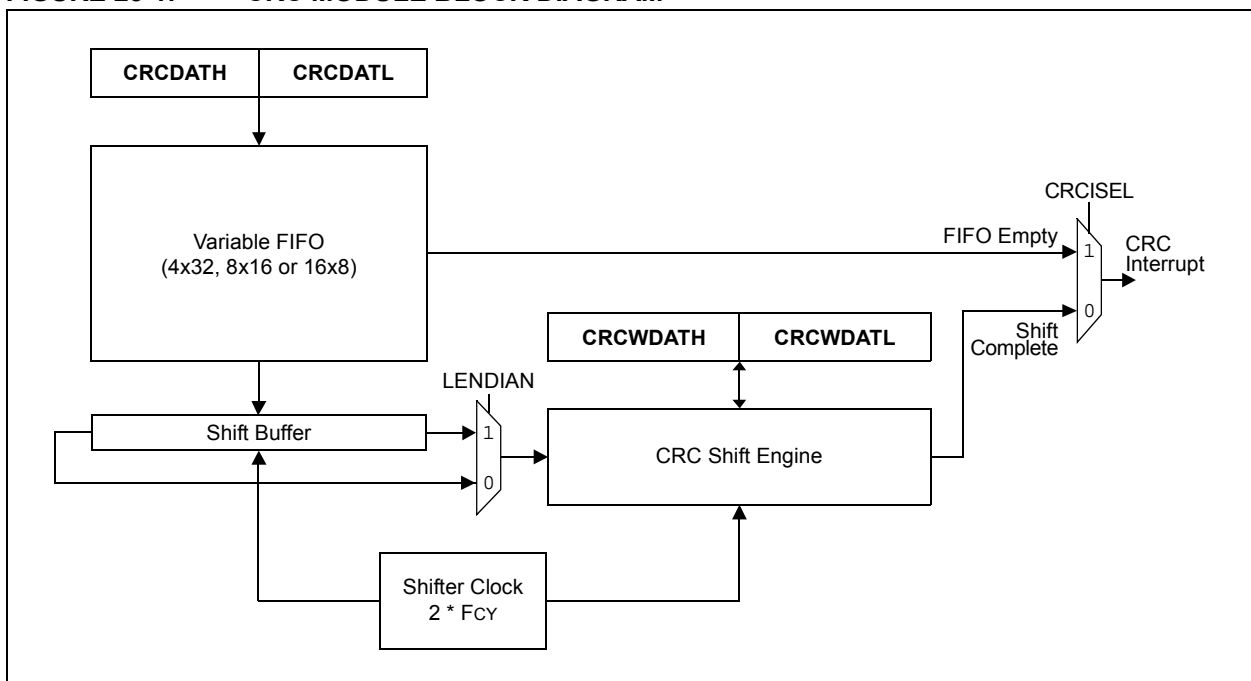 CRCDATH CRCDATL
Variable FIFO
(4x32, 8x16 or 16x8)
CRCISEL
FIFO Empty
1
CRC
Interrupt
0
Shift
Complete
CRCWDATH CRCWDATL
LENDIAN
Shift Buffer
1
0
CRC Shift Engine
Shifter Clock
2 * FCY